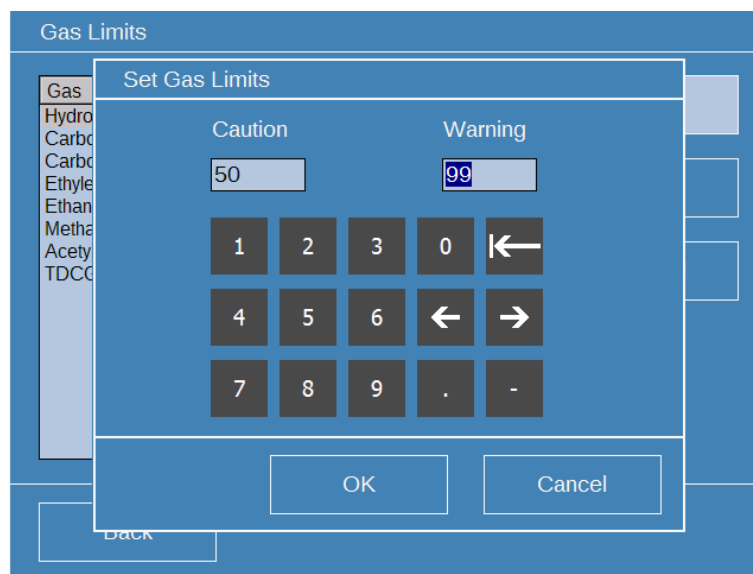 Gas Limits
Set Gas Limits
Gas
Hydro
Carbo
Carbo
Ethyle
Ethan
Metha
Acety
TDCG
Caution Warning
50 99
1 2 3 0
4 5 6
7 8 9 . -
OK Cancel
Back